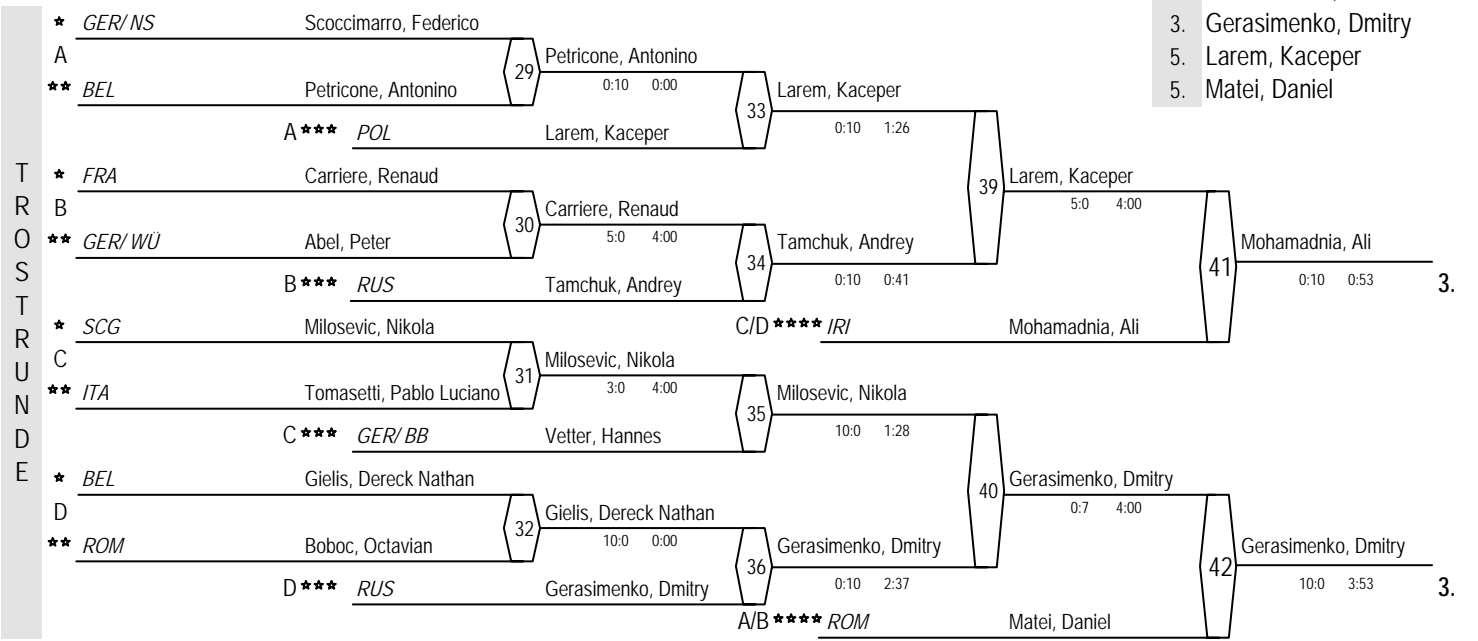 3. Gerasimenko, Dmitry
5. Larem, Kaceper
5. Matei, Daniel
TROSTRUNDE
* GER/NS Scoccimarro, Federico
A
** BEL Petricone, Antonino
29
Petricone, Antonino
0:10 0:00
A *** POL Larem, Kaceper
33
Larem, Kaceper
0:10 1:26
* FRA Carriere, Renaud
B
** GER/WÜ Abel, Peter
30
Carriere, Renaud
5:0 4:00
B *** RUS Tamchuk, Andrey
34
Tamchuk, Andrey
0:10 0:41
39
Larem, Kaceper
5:0 4:00
C/D **** IRI Mohamadnia, Ali
41
Mohamadnia, Ali
0:10 0:53 3.
* SCG Milosevic, Nikola
C
** ITA Tomasetti, Pablo Luciano
31
Milosevic, Nikola
3:0 4:00
C *** GER/BB Vetter, Hannes
35
Milosevic, Nikola
10:0 1:28
* BEL Gielis, Dereck Nathan
D
** ROM Boboc, Octavian
32
Gielis, Dereck Nathan
10:0 0:00
D *** RUS Gerasimenko, Dmitry
36
Gerasimenko, Dmitry
0:10 2:37
40
Gerasimenko, Dmitry
0:7 4:00
A/B **** ROM Matei, Daniel
42
Gerasimenko, Dmitry
10:0 3:53 3.